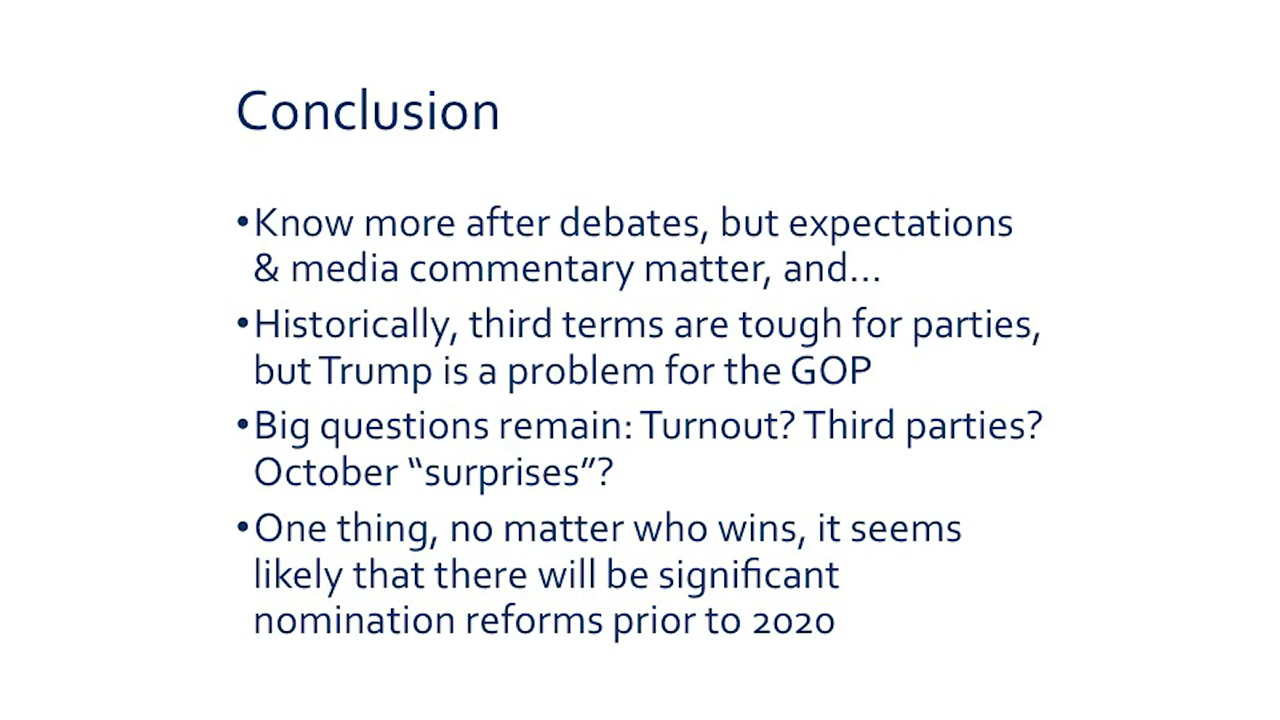 Conclusion
•Know more after debates, but expectations
& media commentary matter, and...
•Historically, third terms are tough for parties,
but Trump is a problem for the GOP
•Big questions remain: Turnout? Third parties?
October “surprises”?
•One thing, no matter who wins, it seems
likely that there will be significant
nomination reforms prior to 2020